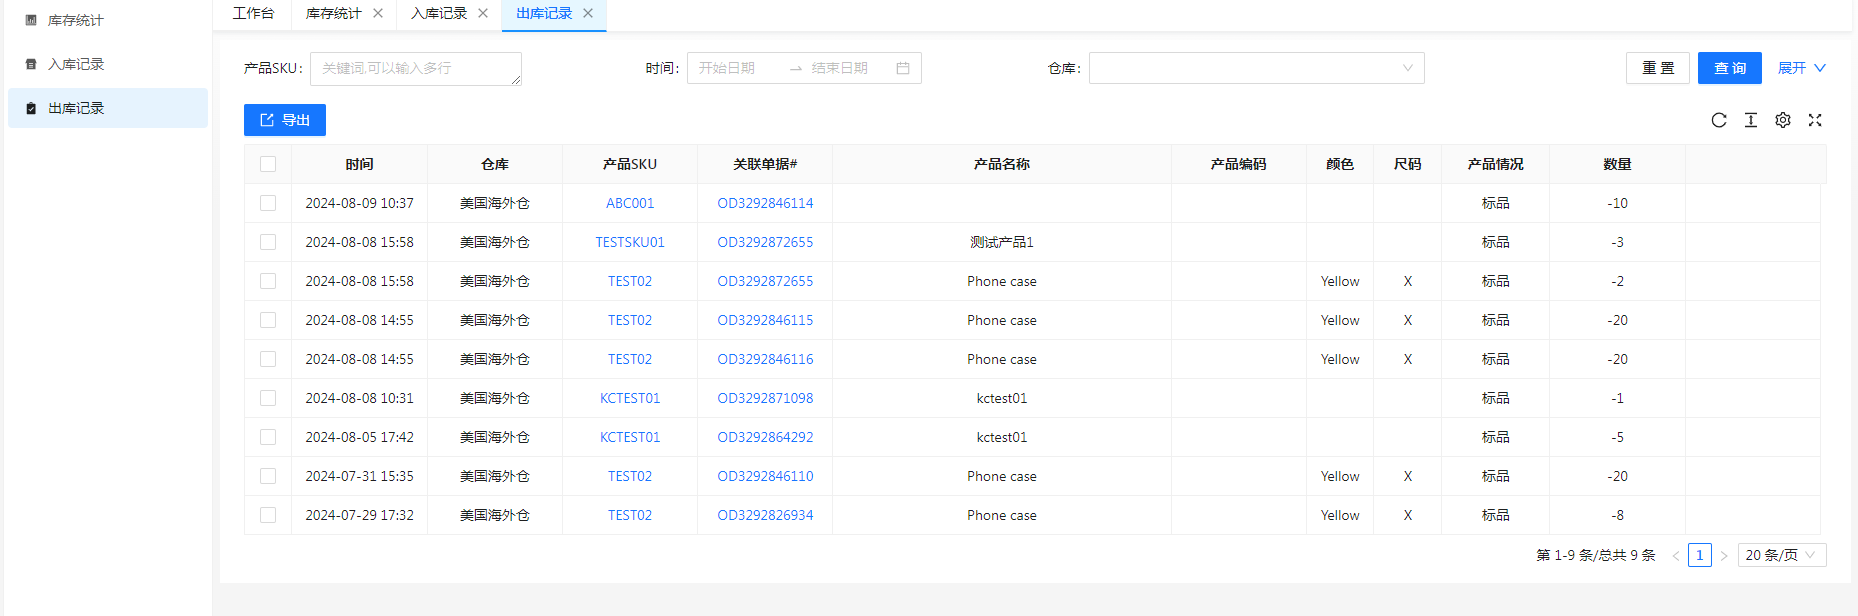 库存统计
入库记录
出库记录
工作台 库存统计 入库记录 出库记录
产品SKU: 关键词,可以输入多行 时间: 开始日期 结束日期 仓库: 重 置 查 询 展开
导出
时间 仓库 产品SKU 关联单据# 产品名称 产品编码 颜色 尺码 产品情况 数量
2024-08-09 10:37 美国海外仓 ABC001 OD3292846114 标品 -10
2024-08-08 15:58 美国海外仓 TESTSKU01 OD3292872655 测试产品1 标品 -3
2024-08-08 15:58 美国海外仓 TEST02 OD3292872655 Phone case Yellow X 标品 -2
2024-08-08 14:55 美国海外仓 TEST02 OD3292846115 Phone case Yellow X 标品 -20
2024-08-08 14:55 美国海外仓 TEST02 OD3292846116 Phone case Yellow X 标品 -20
2024-08-08 10:31 美国海外仓 KCTEST01 OD3292871098 kctest01 标品 -1
2024-08-05 17:42 美国海外仓 KCTEST01 OD3292864292 kctest01 标品 -5
2024-07-31 15:35 美国海外仓 TEST02 OD3292846110 Phone case Yellow X 标品 -20
2024-07-29 17:32 美国海外仓 TEST02 OD3292826934 Phone case Yellow X 标品 -8
第 1-9 条/总共 9 条 < 1 > 20 条/页